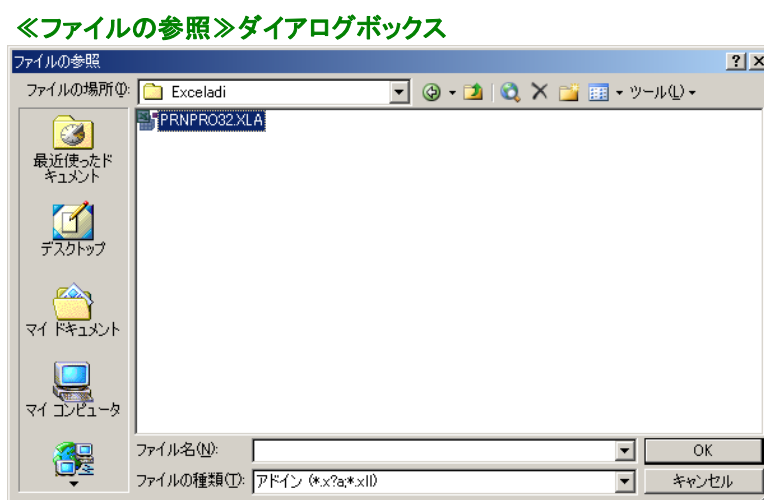 ≪ファイルの参照≫ダイアログボックス
ファイルの参照
ファイルの場所(I): Exceladi ツール(L)
PRNPRO32.XLA
最近使ったド
キュメント
デスクトップ
マイ ドキュメント
マイ コンピュータ
ファイル名(N): OK
ファイルの種類(T): アドイン (*.x?a;*.xll) キャンセル